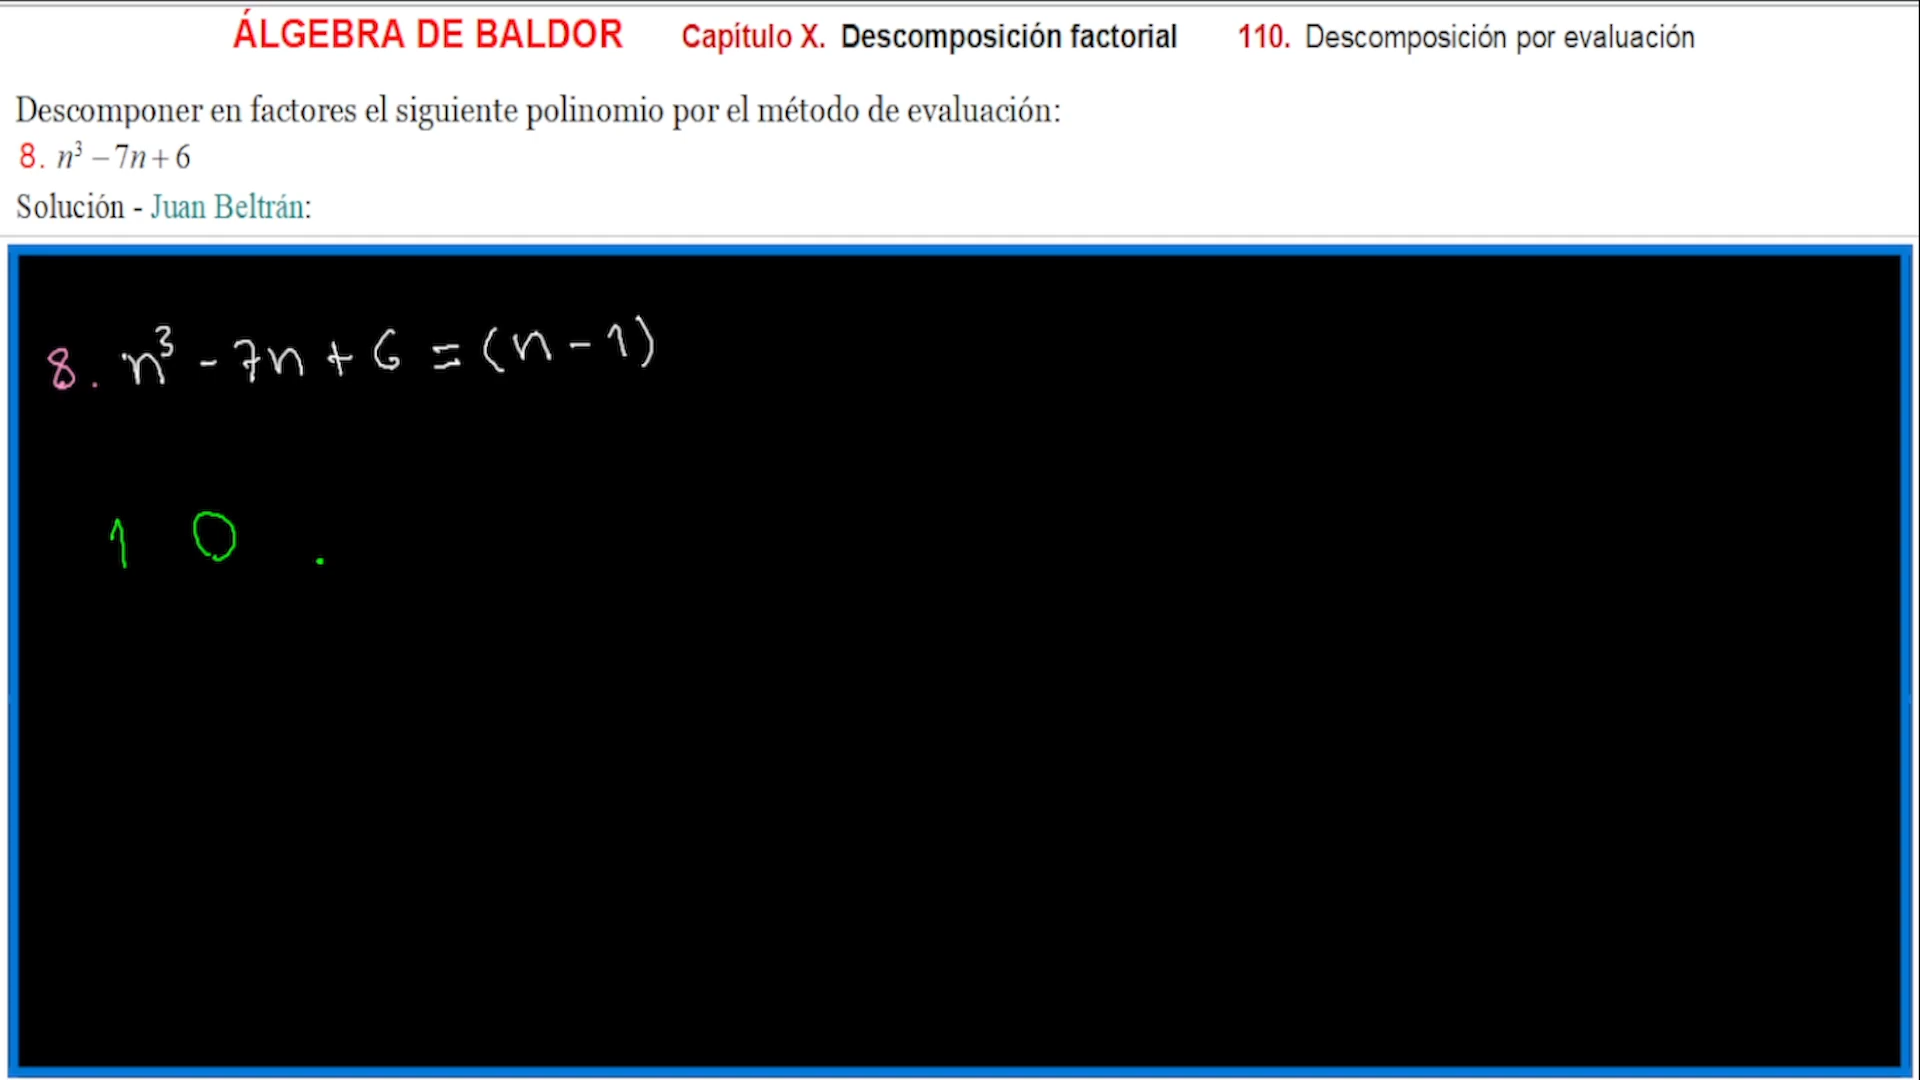 ÁLGEBRA DE BALDOR Capítulo X. Descomposición factorial 110. Descomposición por evaluación
Descomponer en factores el siguiente polinomio por el método de evaluación:
8. n³ – 7n + 6
Solución - Juan Beltrán:
8. n³ - 7n + 6 = (n - 1)
1 0 .